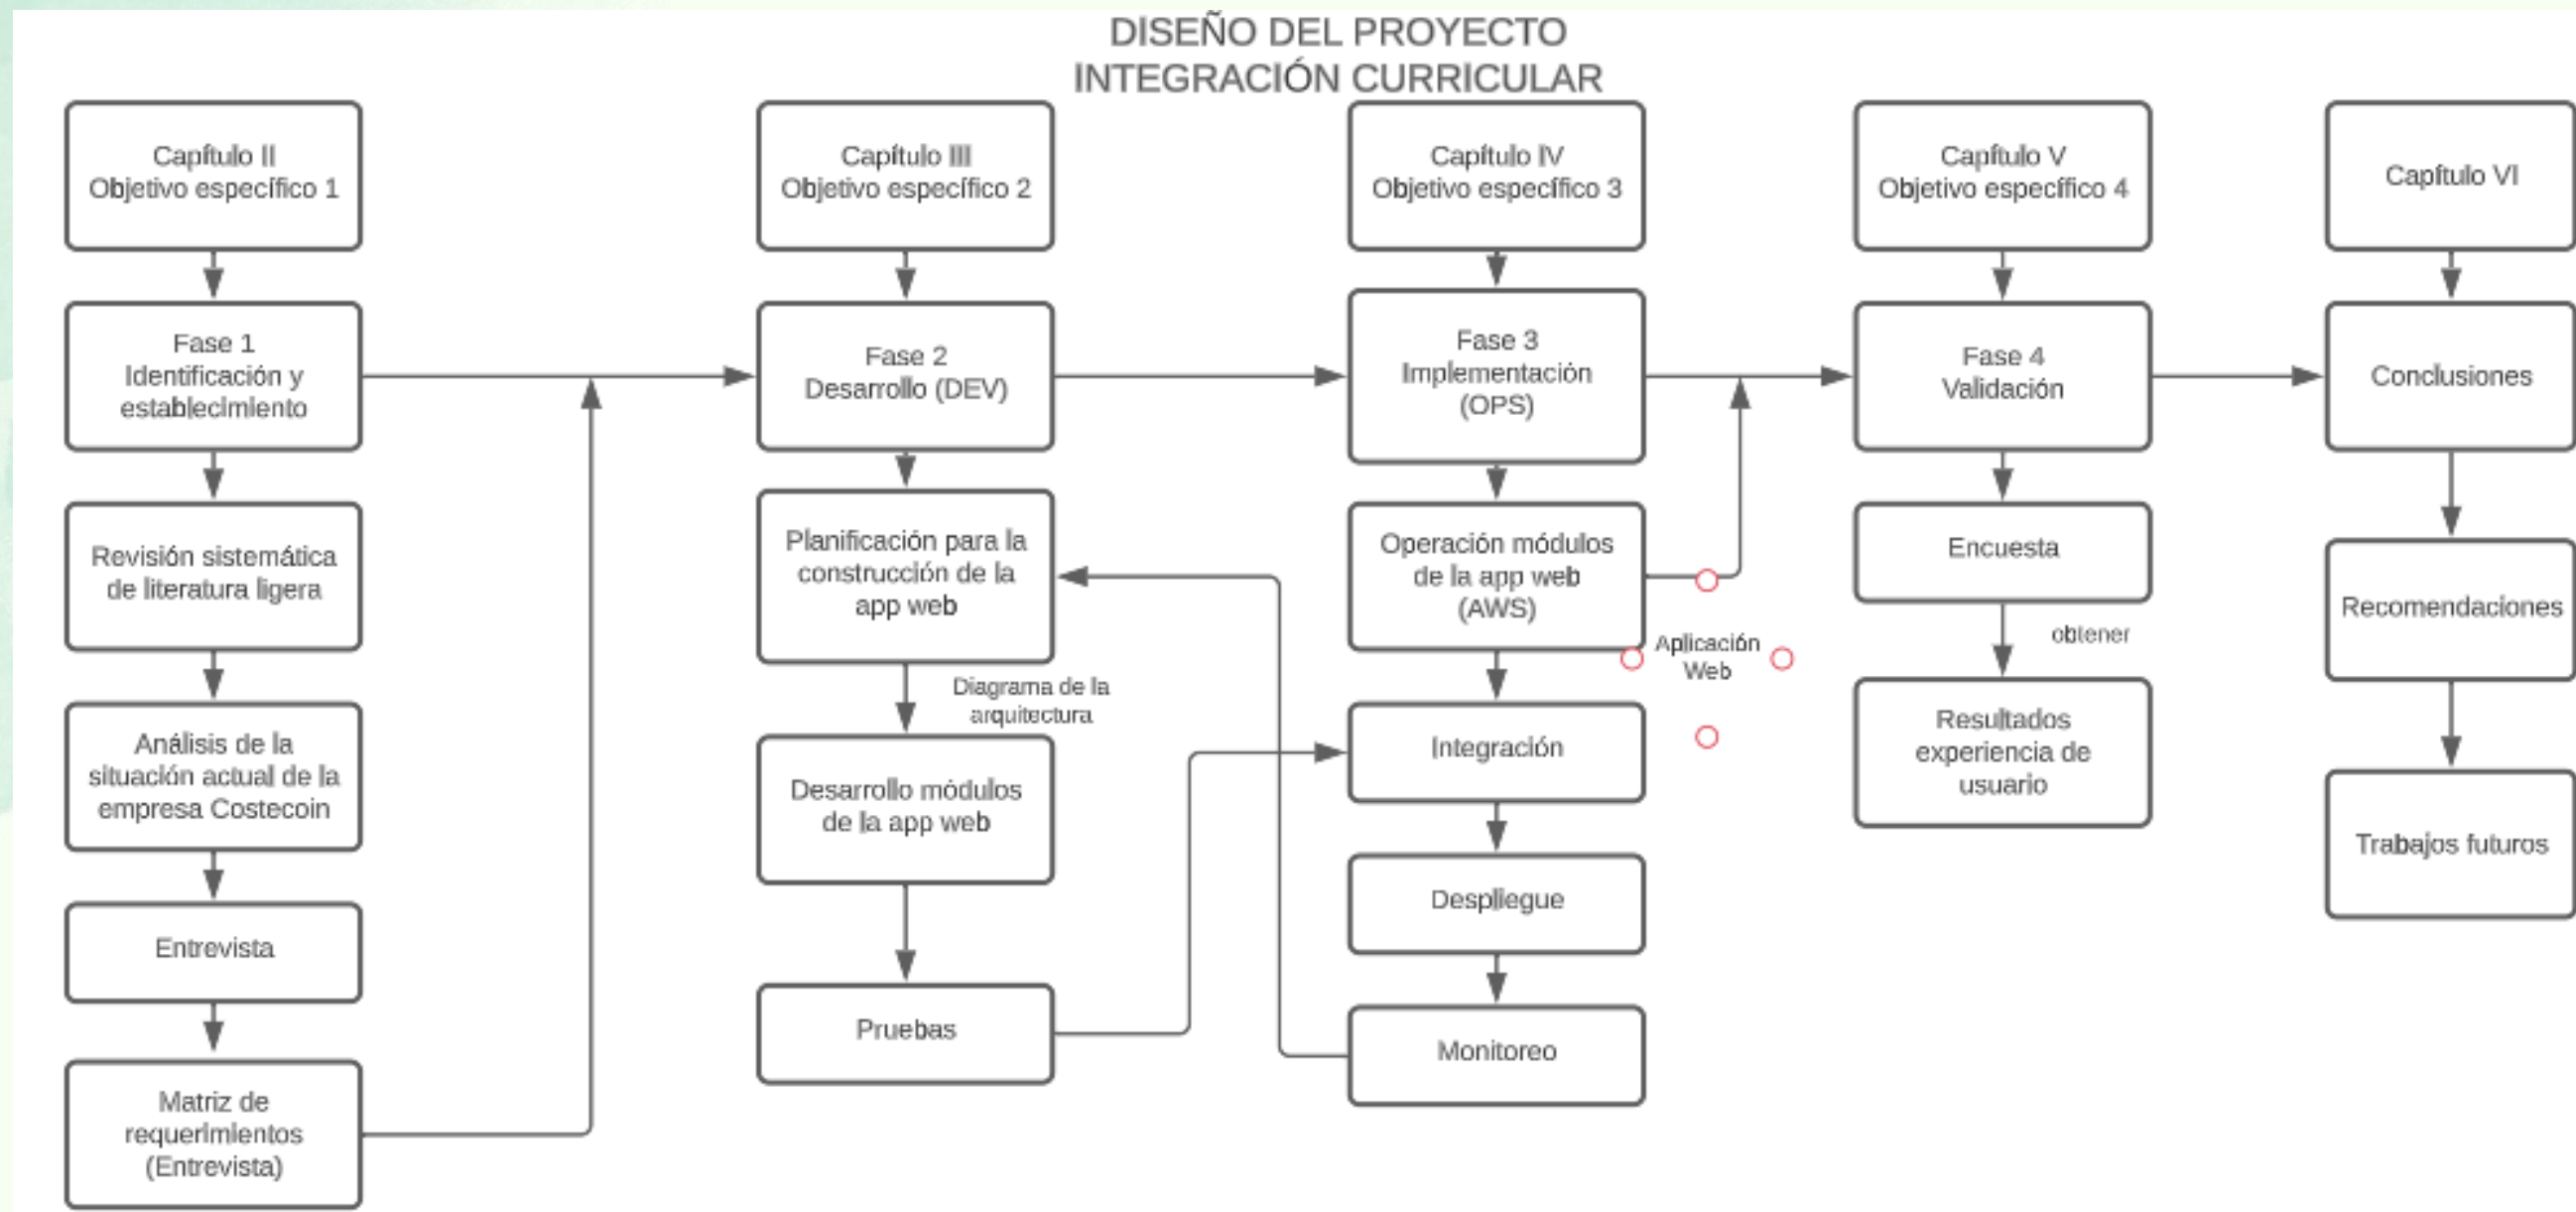 DISEÑO DEL PROYECTO
INTEGRACIÓN CURRICULAR
Capítulo II
Objetivo específico 1
Fase 1
Identificación y
establecimiento
Revisión sistemática
de literatura ligera
Análisis de la
situación actual de la
empresa Costecoin
Entrevista
Matriz de
requerimientos
(Entrevista)
Capítulo III
Objetivo específico 2
Fase 2
Desarrollo (DEV)
Planificación para la
construcción de la
app web
Diagrama de la
arquitectura
Desarrollo módulos
de la app web
Pruebas
Capítulo IV
Objetivo específico 3
Fase 3
Implementación
(OPS)
Operación módulos
de la app web
(AWS)
Aplicación
Web
Integración
Despliegue
Monitoreo
Capítulo V
Objetivo específico 4
Fase 4
Validación
Encuesta
obtener
Resultados
experiencia de
usuario
Capítulo VI
Conclusiones
Recomendaciones
Trabajos futuros